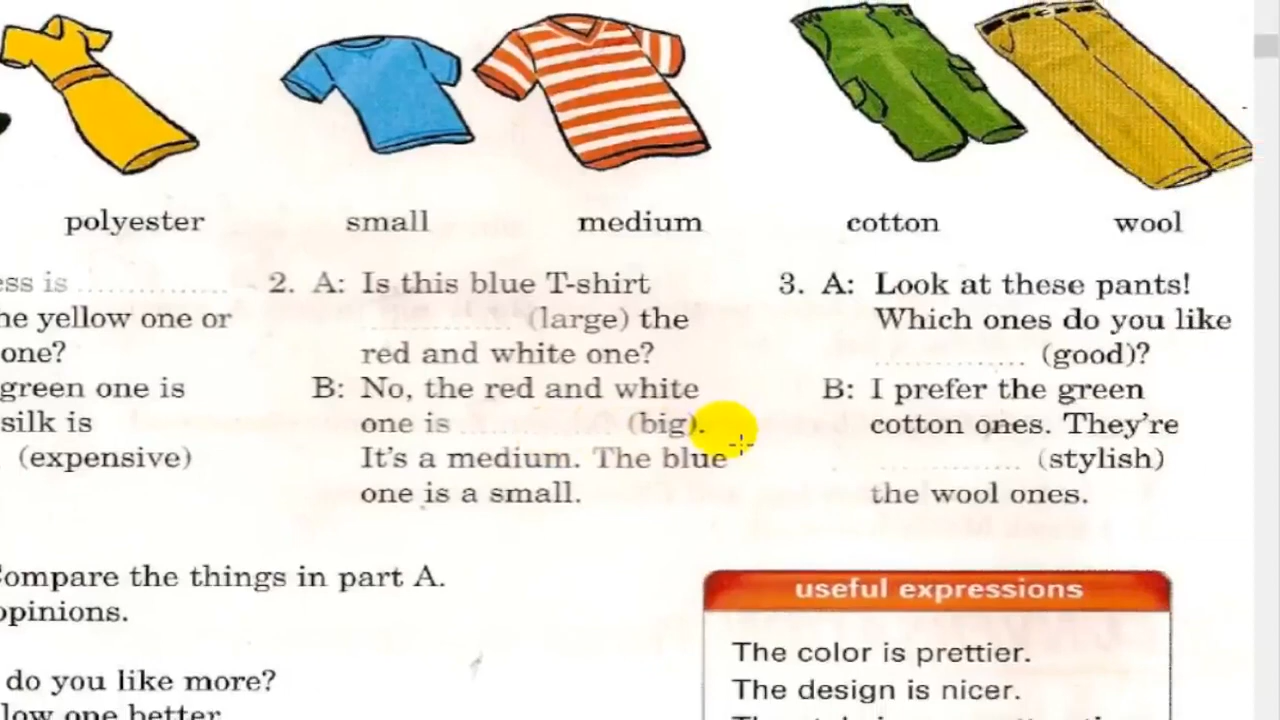 polyester
small
medium
cotton
wool
ess is ..............
he yellow one or
one?
green one is
silk is
(expensive)
2. A: Is this blue T-shirt
.............. (large) the
red and white one?
B: No, the red and white
one is .............. (big).
It's a medium. The blue
one is a small.
3. A: Look at these pants!
Which ones do you like
.............. (good)?
B: I prefer the green
cotton ones. They're
.............. (stylish)
the wool ones.
Compare the things in part A.
opinions.
do you like more?
low one better
useful expressions
The color is prettier.
The design is nicer.